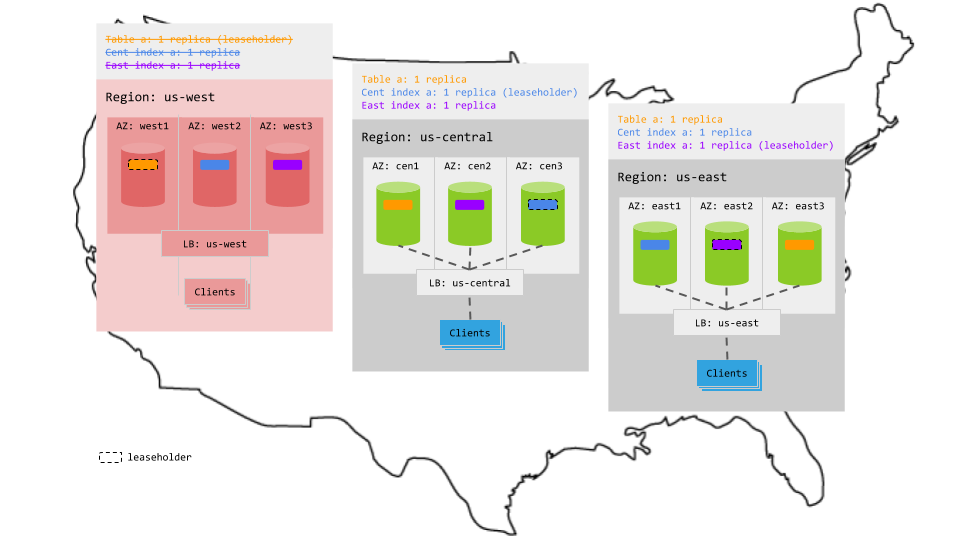 Table a: 1 replica (leaseholder)
Cent index a: 1 replica
East index a: 1 replica
Region: us-west
AZ: west1
AZ: west2
AZ: west3
LB: us-west
Clients
Table a: 1 replica
Cent index a: 1 replica (leaseholder)
East index a: 1 replica
Region: us-central
AZ: cen1
AZ: cen2
AZ: cen3
LB: us-central
Clients
Table a: 1 replica
Cent index a: 1 replica
East index a: 1 replica (leaseholder)
Region: us-east
AZ: east1
AZ: east2
AZ: east3
LB: us-east
Clients
leaseholder